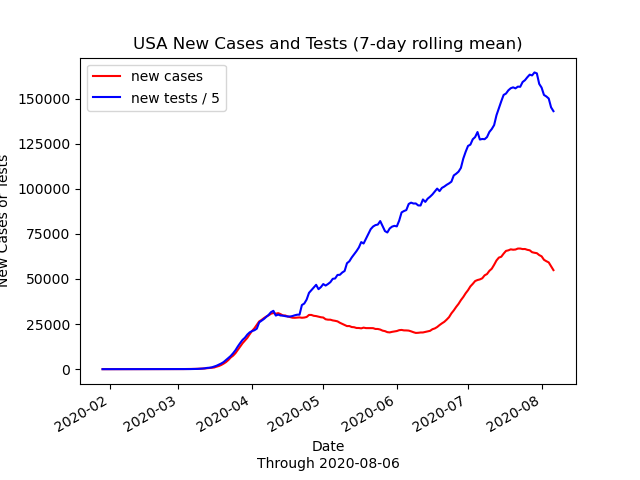 USA New Cases and Tests (7-day rolling mean)
new cases
new tests / 5
150000
125000
100000
75000
50000
25000
0
New Cases or Tests
2020-02
2020-03
2020-04
2020-05
2020-06
2020-07
2020-08
Date
Through 2020-08-06